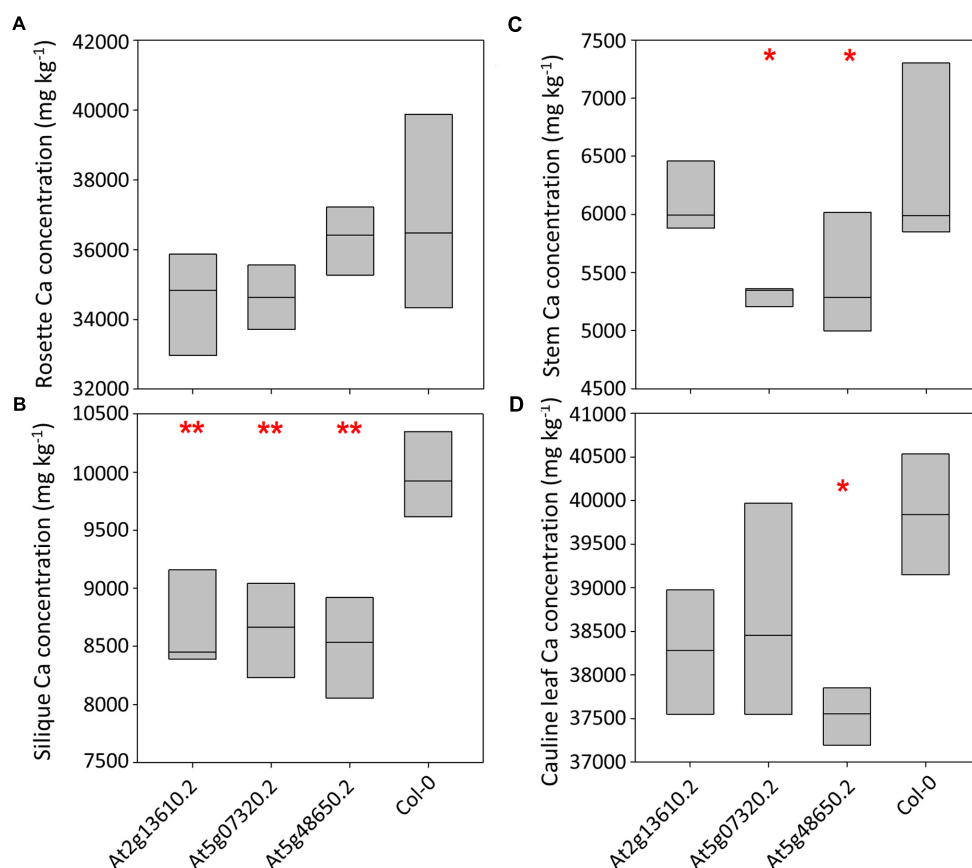 A
Rosette Ca concentration (mg kg⁻¹)
42000
40000
38000
36000
34000
32000
C
Stem Ca concentration (mg kg⁻¹)
7500
7000
6500
6000
5500
5000
4500
* *
B
Silique Ca concentration (mg kg⁻¹)
10500
10000
9500
9000
8500
8000
7500
** ** **
At2g13610.2
At5g07320.2
At5g48650.2
Col-0
D
Cauline leaf Ca concentration (mg kg⁻¹)
41000
40500
40000
39500
39000
38500
38000
37500
37000
*
At2g13610.2
At5g07320.2
At5g48650.2
Col-0